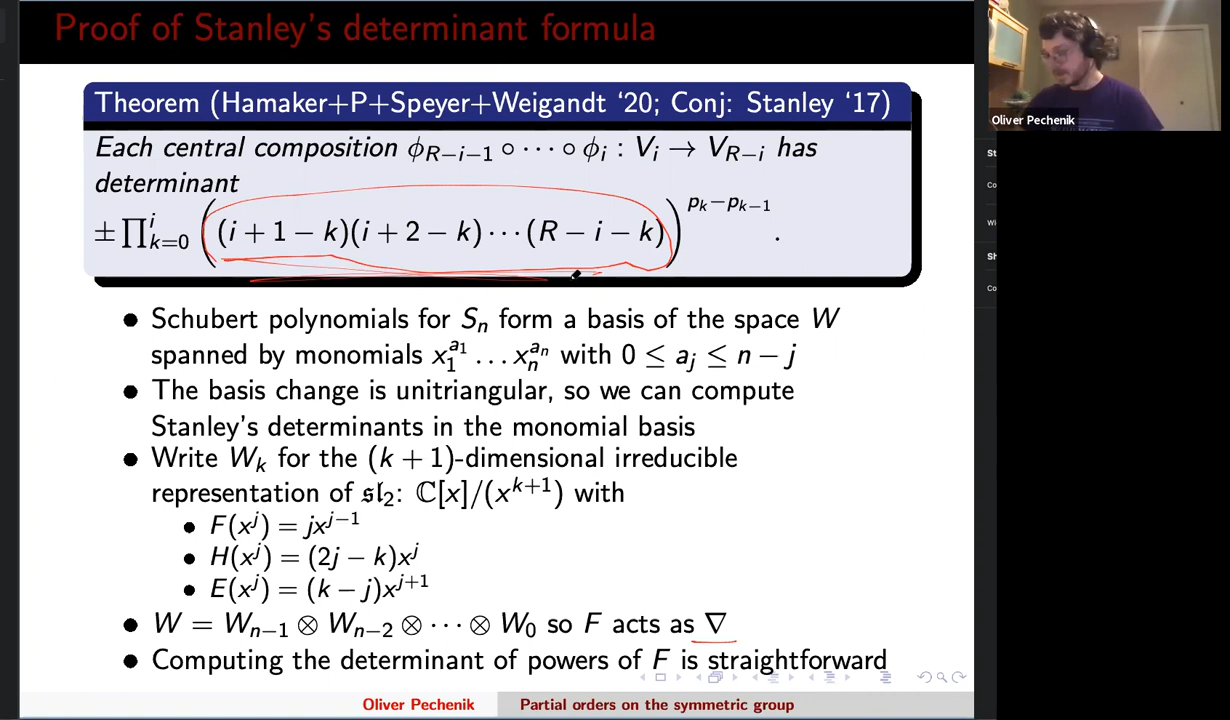 Proof of Stanley's determinant formula
Theorem (Hamaker+P+Speyer+Weigandt '20; Conj: Stanley '17)
Each central composition ϕ_{R−i−1} ∘ ⋯ ∘ ϕ_i : V_i → V_{R−i} has
determinant
± ∏_{k=0}^{i} ((i + 1 − k)(i + 2 − k) ⋯ (R − i − k))^{p_k − p_{k−1}} .
● Schubert polynomials for S_n form a basis of the space W
spanned by monomials x_1^{a_1} … x_n^{a_n} with 0 ≤ a_j ≤ n − j
● The basis change is unitriangular, so we can compute
Stanley's determinants in the monomial basis
● Write W_k for the (k + 1)-dimensional irreducible
representation of 𝔰𝔩_2: ℂ[x]/(x^{k+1}) with
● F(x^j) = jx^{j−1}
● H(x^j) = (2j − k)x^j
● E(x^j) = (k − j)x^{j+1}
● W = W_{n−1} ⊗ W_{n−2} ⊗ ⋯ ⊗ W_0 so F acts as ∇
● Computing the determinant of powers of F is straightforward
Oliver Pechenik
Partial orders on the symmetric group
Oliver Pechenik
St
Co
Wi
Sh
Co